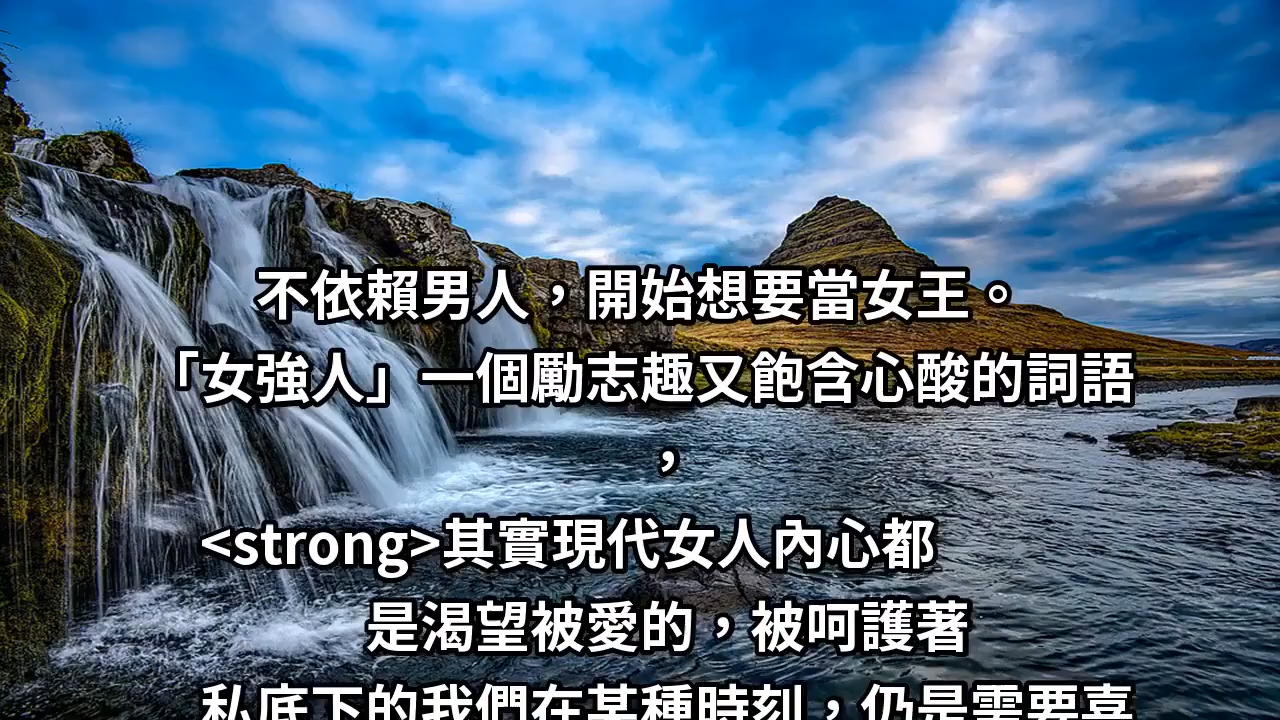 不依賴男人，開始想要當女王。
「女強人」一個勵志趣又飽含心酸的詞語
，
<strong>其實現代女人內心都
是渴望被愛的，被呵護著
私底下的我們在某種時刻，仍是需要喜